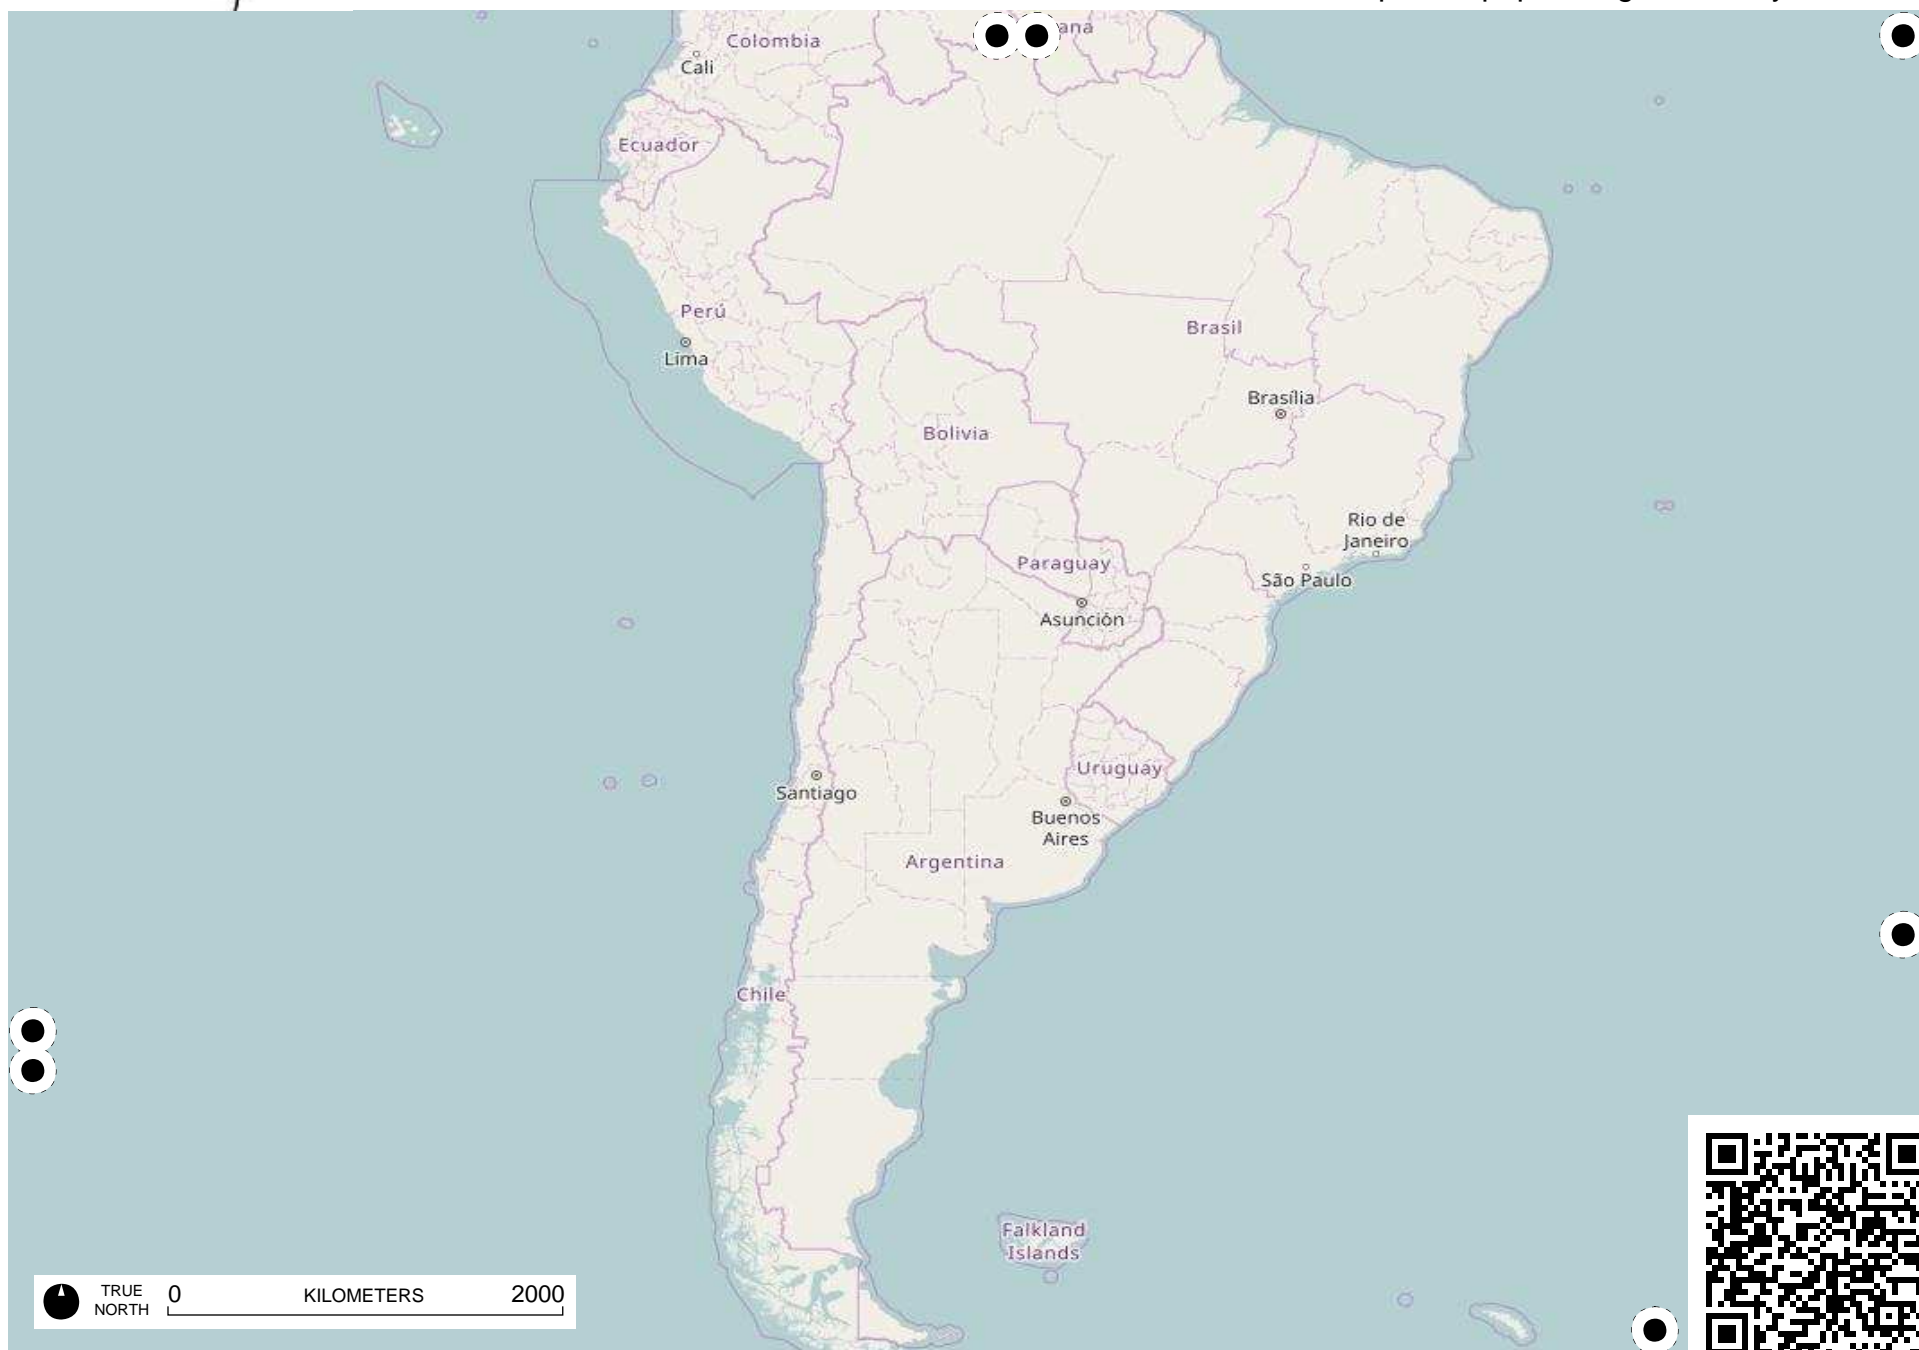 Colombia
Cali
Ecuador
Perú
Lima
Brasil
Brasília
Bolivia
Rio de
Janeiro
São Paulo
Paraguay
Asunción
Uruguay
Santiago
Buenos
Aires
Argentina
Chile
Falkland
Islands
TRUE
NORTH
0 KILOMETERS 2000